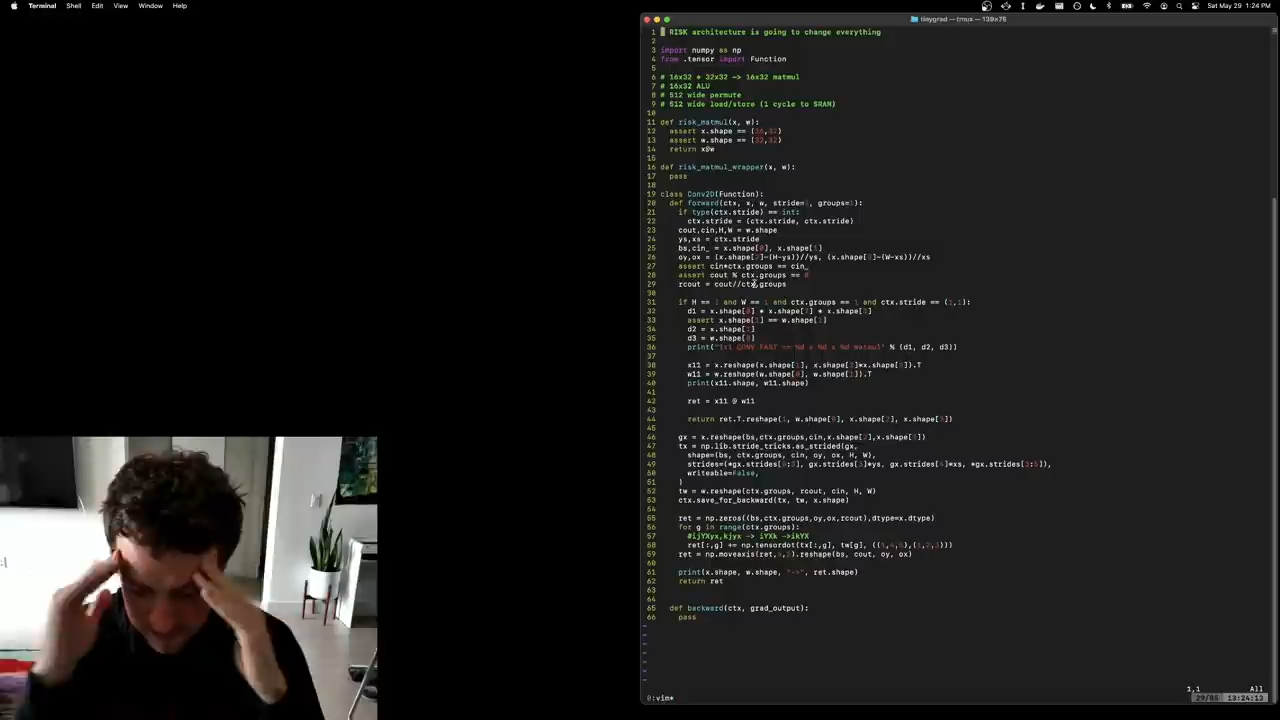 Terminal Shell Edit View Window Help
Sat May 29 1:24 PM
tinygrad — tmux — 139×75
1 # RISK architecture is going to change everything
2
3 import numpy as np
4 from .tensor import Function
5
6 # 16x32 * 32x32 -> 16x32 matmul
7 # 16x32 ALU
8 # 512 wide permute
9 # 512 wide load/store (1 cycle to SRAM)
10
11 def risk_matmul(x, w):
12 assert x.shape == (16,32)
13 assert w.shape == (32,32)
14 return x@w
15
16 def risk_matmul_wrapper(x, w):
17 pass
18
19 class Conv2D(Function):
20 def forward(ctx, x, w, stride=1, groups=1):
21 if type(ctx.stride) == int:
22 ctx.stride = (ctx.stride, ctx.stride)
23 cout,cin,H,W = w.shape
24 ys,xs = ctx.stride
25 bs,cin_ = x.shape[0], x.shape[1]
26 oy,ox = (x.shape[2]-(H-ys))//ys, (x.shape[3]-(W-xs))//xs
27 assert cin*ctx.groups == cin_
28 assert cout % ctx.groups == 0
29 rcout = cout//ctx.groups
30
31 if H == 1 and W == 1 and ctx.groups == 1 and ctx.stride == (1,1):
32 d1 = x.shape[0] * x.shape[2] * x.shape[3]
33 assert x.shape[1] == w.shape[1]
34 d2 = x.shape[1]
35 d3 = w.shape[0]
36 print("1x1 CONV FAST == %d x %d x %d matmul" % (d1, d2, d3))
37
38 x11 = x.reshape(x.shape[1], x.shape[2]*x.shape[3]).T
39 w11 = w.reshape(w.shape[0], w.shape[1]).T
40 print(x11.shape, w11.shape)
41
42 ret = x11 @ w11
43
44 return ret.T.reshape(1, w.shape[0], x.shape[2], x.shape[3])
45
46 gx = x.reshape(bs,ctx.groups,cin,x.shape[2],x.shape[3])
47 tx = np.lib.stride_tricks.as_strided(gx,
48 shape=(bs, ctx.groups, cin, oy, ox, H, W),
49 strides=(*gx.strides[0:3], gx.strides[3]*ys, gx.strides[4]*xs, *gx.strides[3:5]),
50 writeable=False,
51 )
52 tw = w.reshape(ctx.groups, rcout, cin, H, W)
53 ctx.save_for_backward(tx, tw, x.shape)
54
55 ret = np.zeros((bs,ctx.groups,oy,ox,rcout),dtype=x.dtype)
56 for g in range(ctx.groups):
57 #ijYXyx,kjyx -> iYXk ->ikYX
58 ret[:,g] += np.tensordot(tx[:,g], tw[g], ((1,4,5),(1,2,3)))
59 ret = np.moveaxis(ret,4,2).reshape(bs, cout, oy, ox)
60
61 print(x.shape, w.shape, "->", ret.shape)
62 return ret
63
64
65 def backward(ctx, grad_output):
66 pass
~
~
~
~
~
~
~
1,1 All
0:vim* 29/05 13:24:13